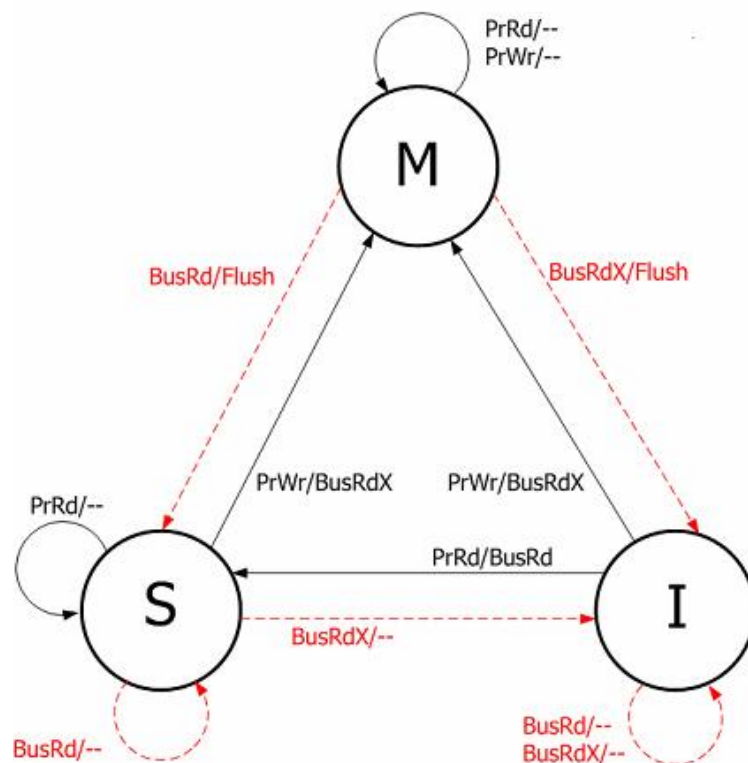 PrRd/--
PrWr/--
M
BusRd/Flush
BusRdX/Flush
PrWr/BusRdX
PrWr/BusRdX
PrRd/--
PrRd/BusRd
S
I
BusRdX/--
BusRd/--
BusRd/--
BusRdX/--